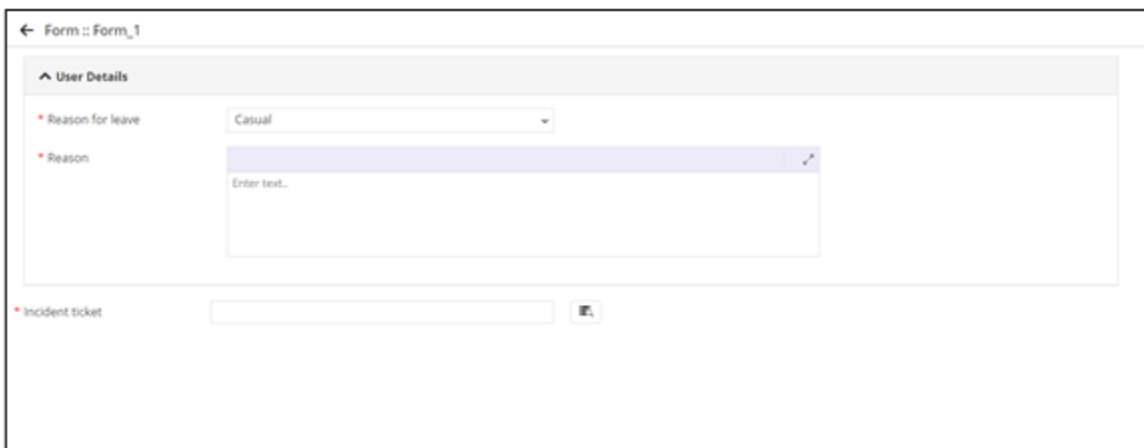 Form :: Form_1
User Details
* Reason for leave Casual
* Reason
Enter text...
* Incident ticket